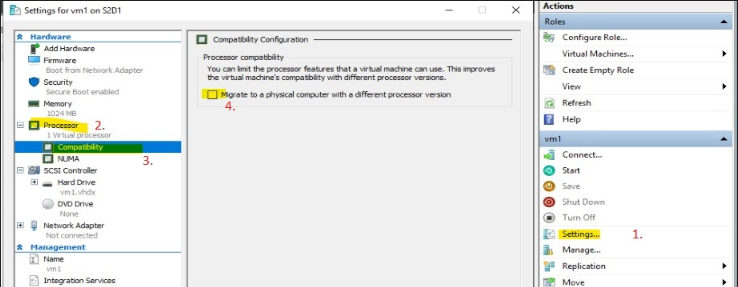 Settings for vm1 on S2D1
Hardware
Add Hardware
Firmware
Boot from Network Adapter
Security
Secure Boot enabled
Memory
1024 MB
Processor 2.
1 Virtual processor
Compatibility
3.
NUMA
SCSI Controller
Hard Drive
vm1.vhdx
DVD Drive
None
Network Adapter
Not connected
Management
Name
vm1
Integration Services
Compatibility Configuration
Processor compatibility
You can limit the processor features that a virtual machine can use. This improves
the virtual machine's compatibility with different processor versions.
Migrate to a physical computer with a different processor version
4.
Actions
Roles
Configure Role...
Virtual Machines...
Create Empty Role
View
Refresh
Help
vm1
Connect...
Start
Save
Shut Down
Turn Off
Settings... 1.
Manage...
Replication
Move